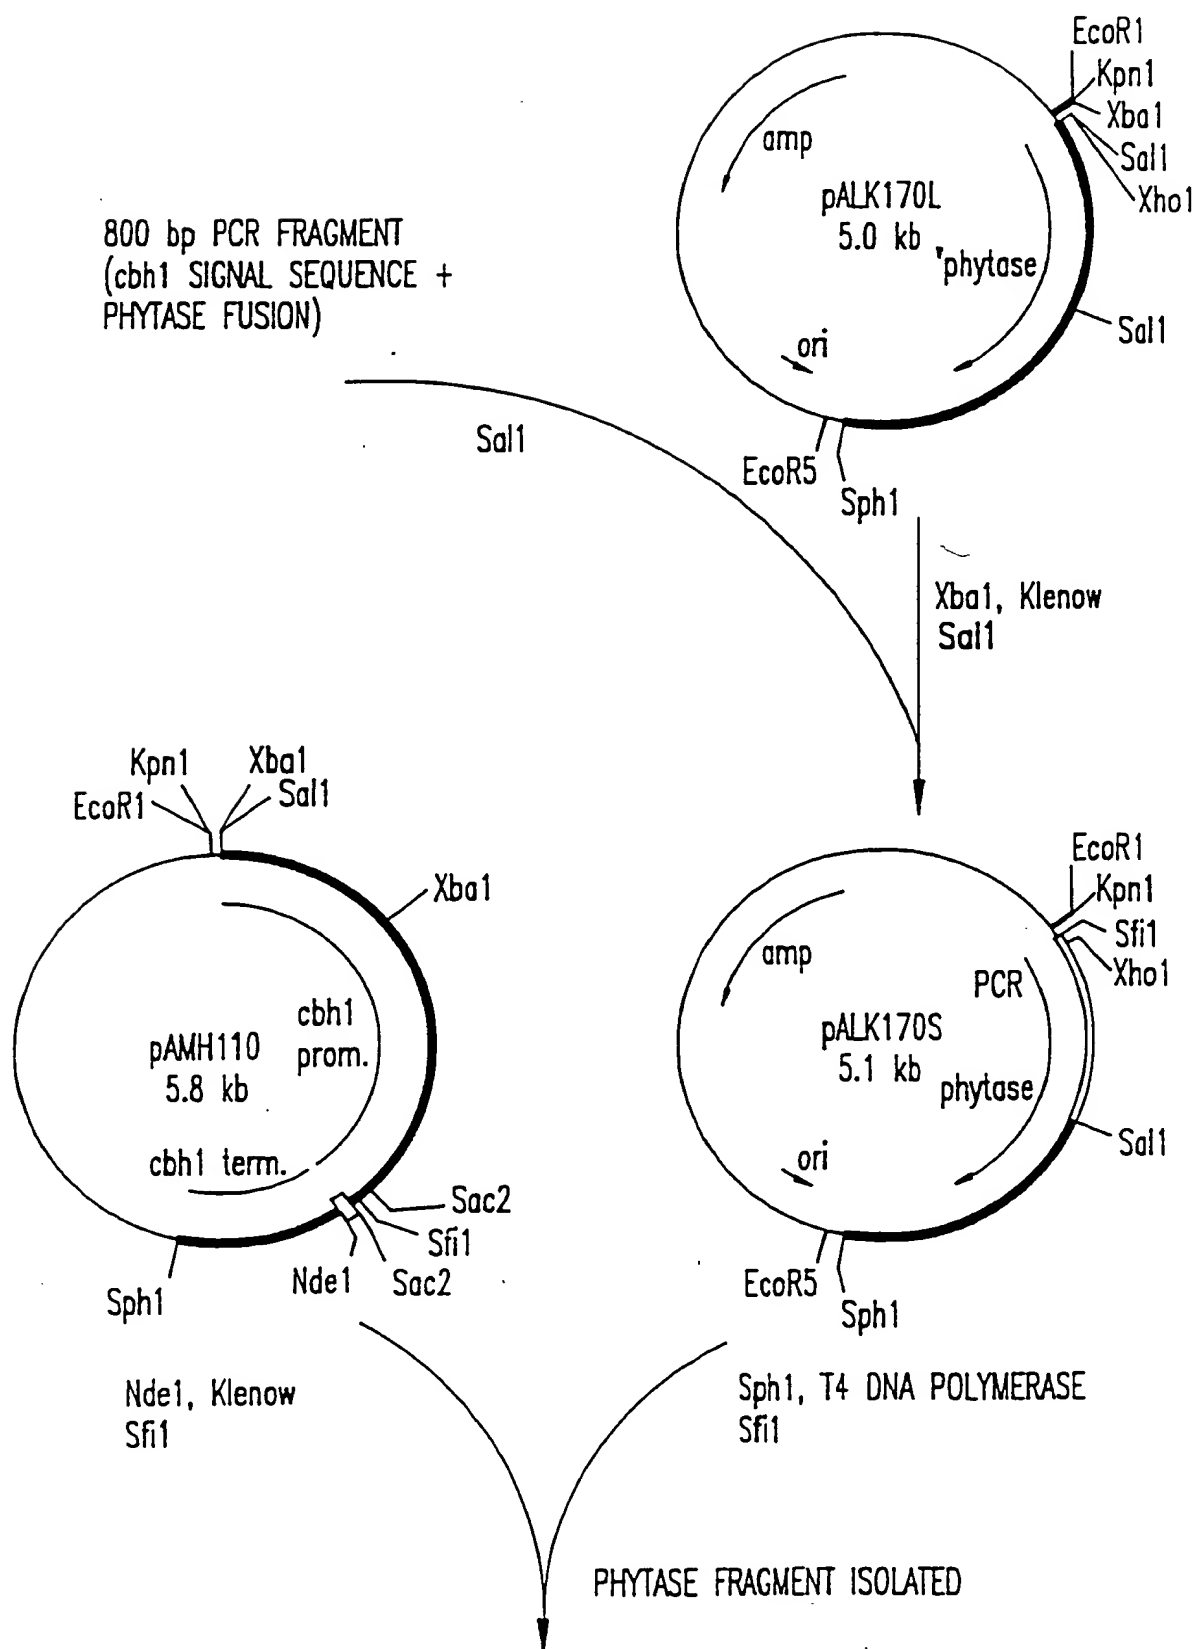 EcoR1
Kpn1
Xba1
Sal1
Xho1
amp
pALK170L
5.0 kb
'phytase
Sal1
ori
EcoR5
Sph1
800 bp PCR FRAGMENT
(cbh1 SIGNAL SEQUENCE +
PHYTASE FUSION)
Sal1
Xba1, Klenow
Sal1
Kpn1
Xba1
EcoR1
Sal1
Xba1
cbh1
prom.
pAMH110
5.8 kb
cbh1 term.
Sac2
Sfi1
Sac2
Nde1
Sph1
EcoR1
Kpn1
Sfi1
Xho1
amp
PCR
pALK170S
5.1 kb
phytase
Sal1
ori
EcoR5
Sph1
Nde1, Klenow
Sfi1
Sph1, T4 DNA POLYMERASE
Sfi1
PHYTASE FRAGMENT ISOLATED